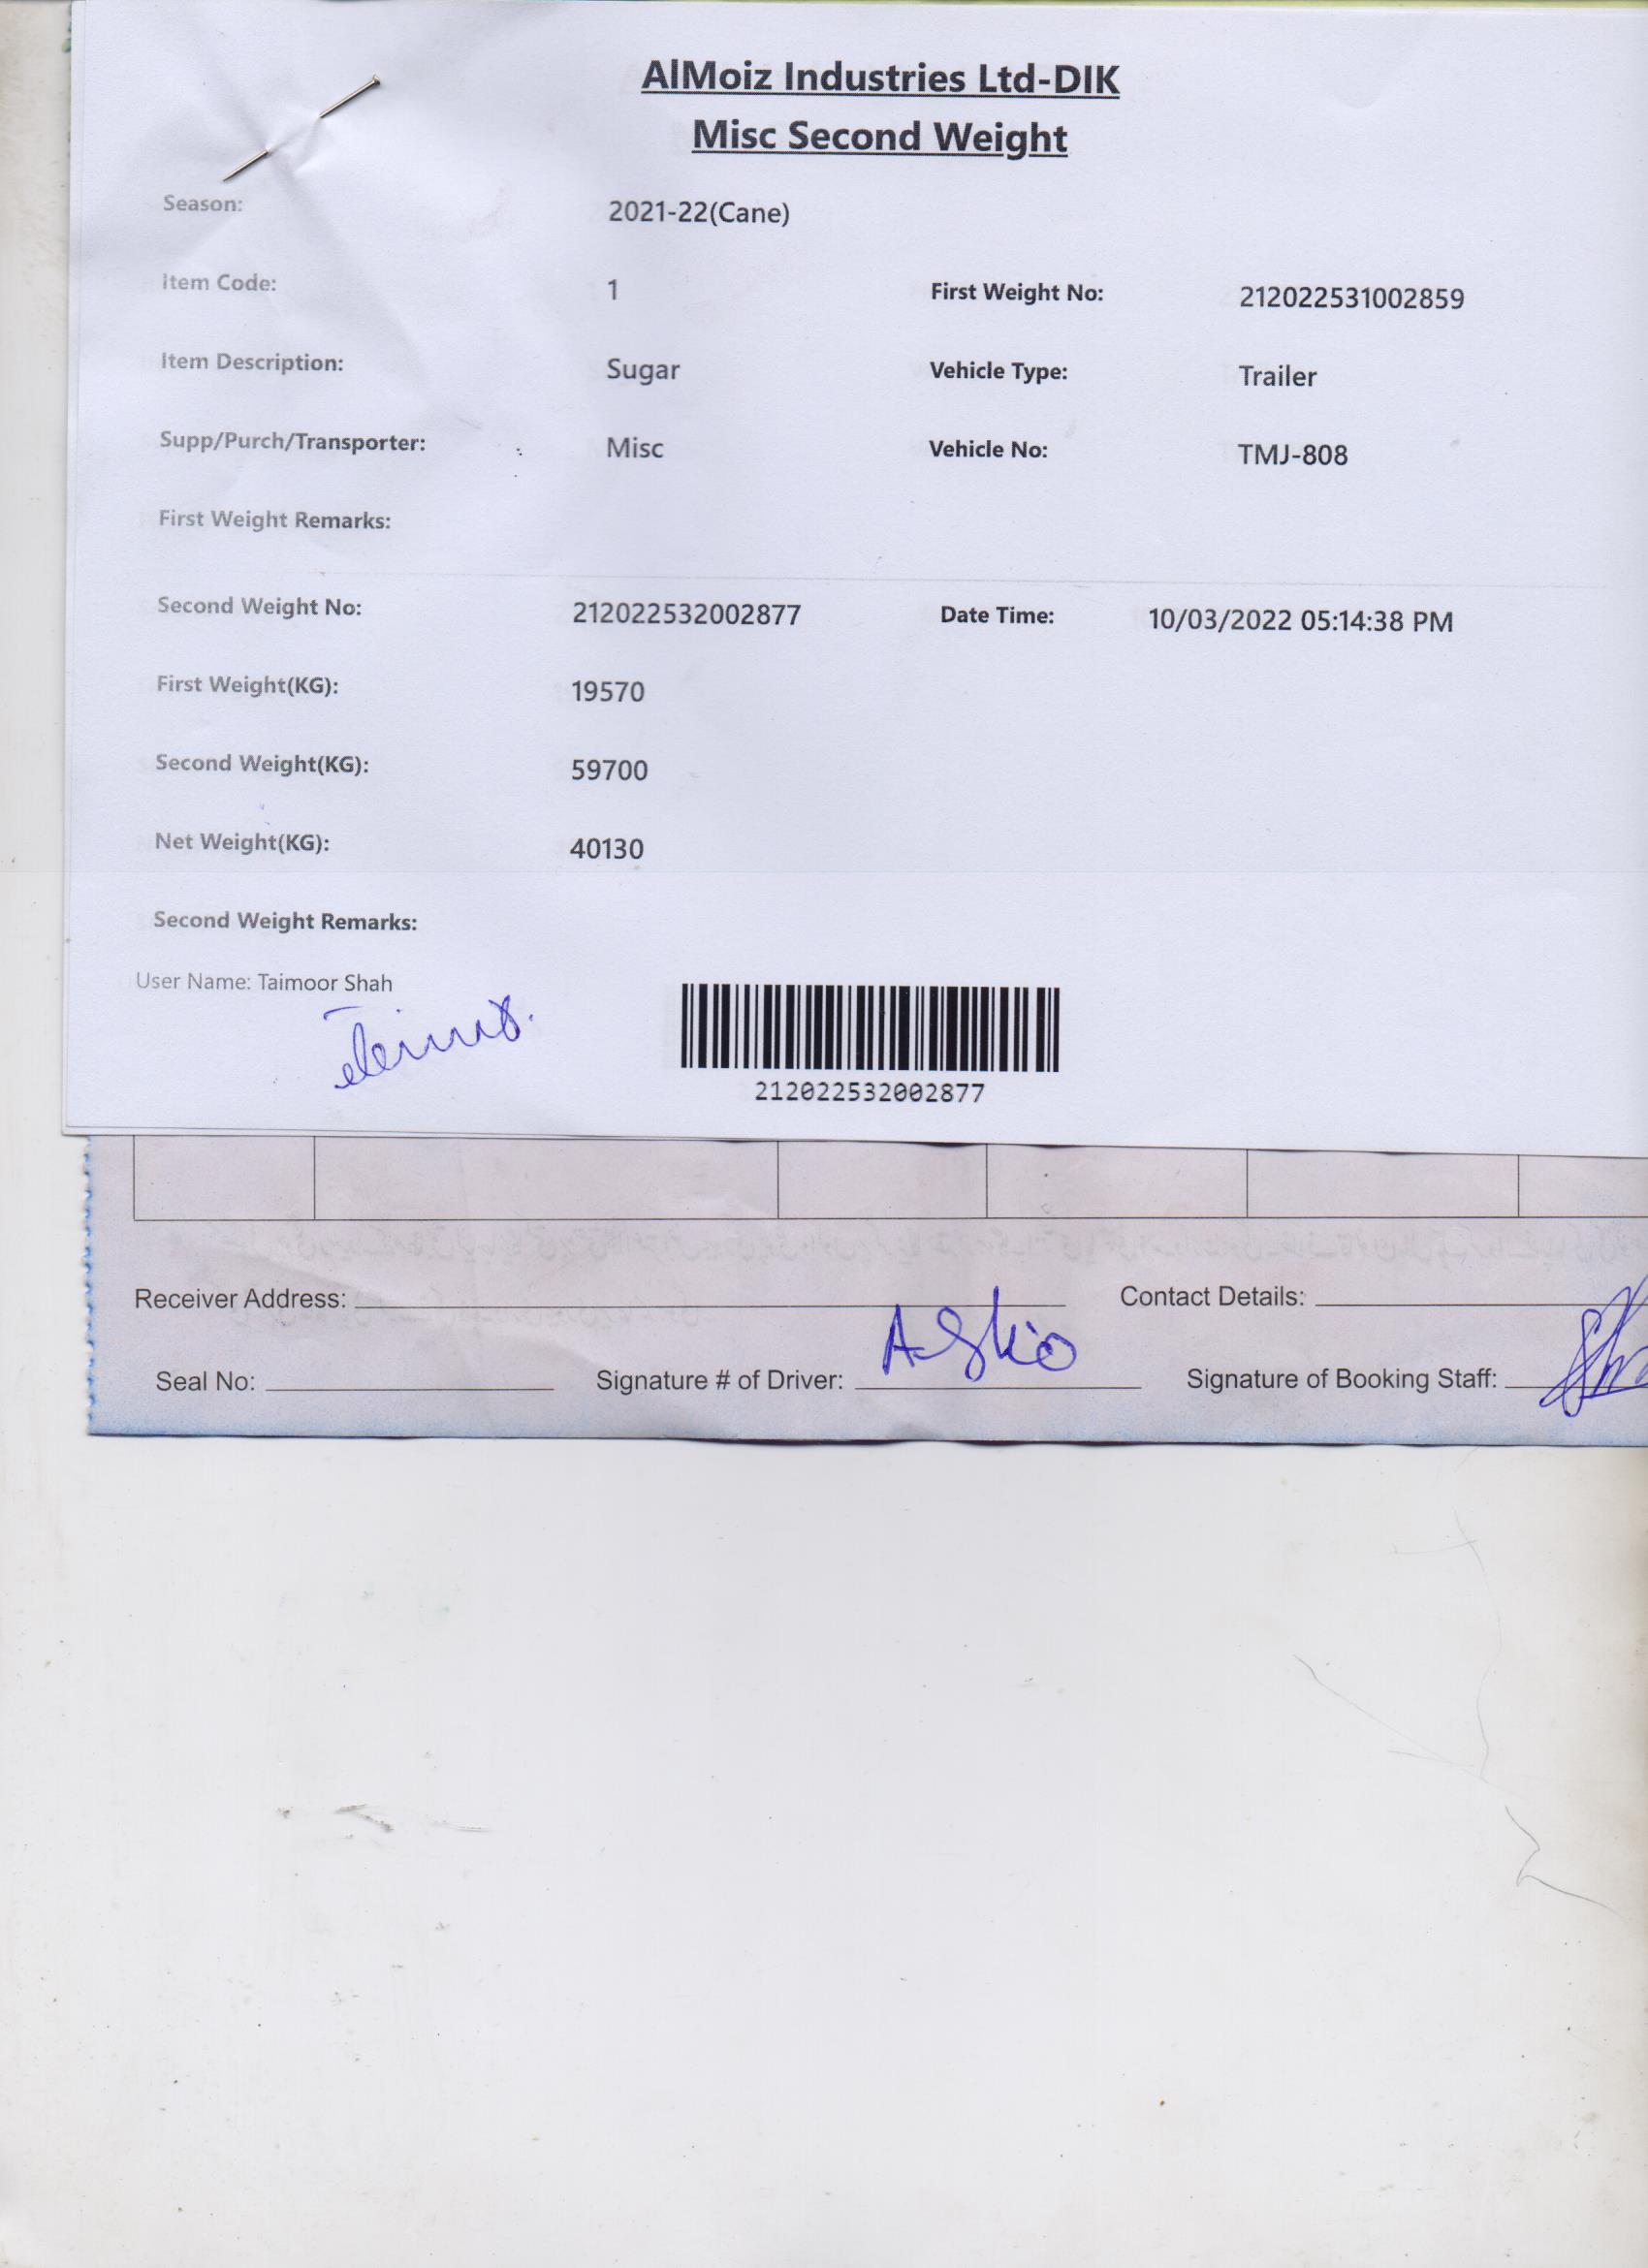 AlMoiz Industries Ltd-DIK
Misc Second Weight
Season: 2021-22(Cane)
Item Code: 1 First Weight No: 212022531002859
Item Description: Sugar Vehicle Type: Trailer
Supp/Purch/Transporter: Misc Vehicle No: TMJ-808
First Weight Remarks:
Second Weight No: 212022532002877 Date Time: 10/03/2022 05:14:38 PM
First Weight(KG): 19570
Second Weight(KG): 59700
Net Weight(KG): 40130
Second Weight Remarks:
User Name: Taimoor Shah
212022532002877
Receiver Address: Contact Details:
Seal No: Signature # of Driver: Signature of Booking Staff: